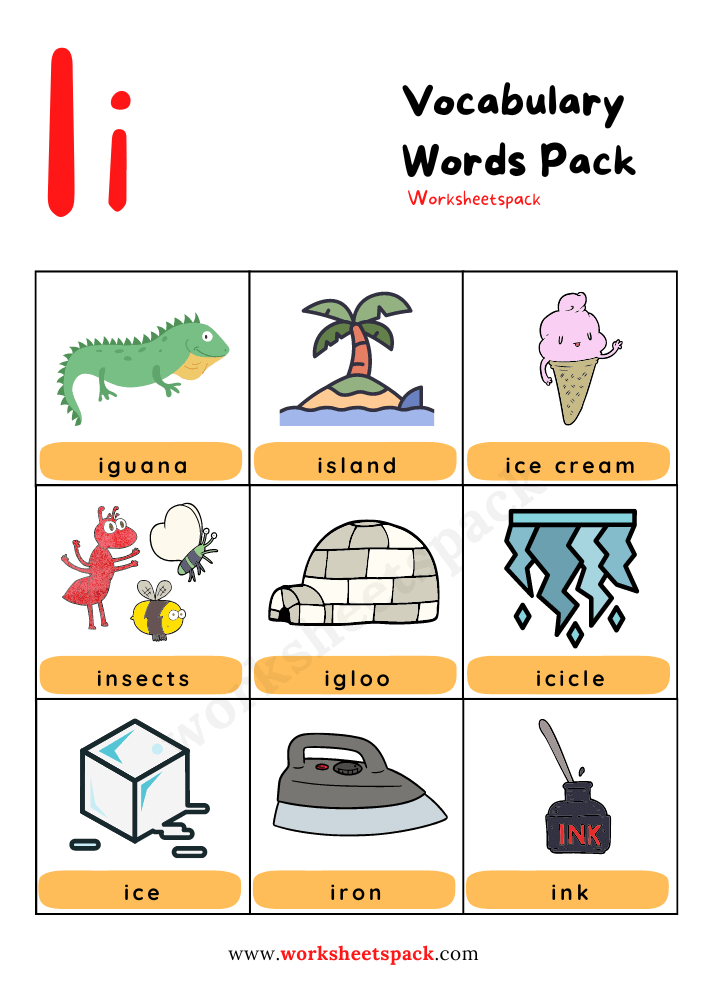 Ii
Vocabulary
Words Pack
Worksheetspack
iguana
island
ice cream
insects
igloo
icicle
ice
iron
INK
ink
worksheetspack
www.worksheetspack.com